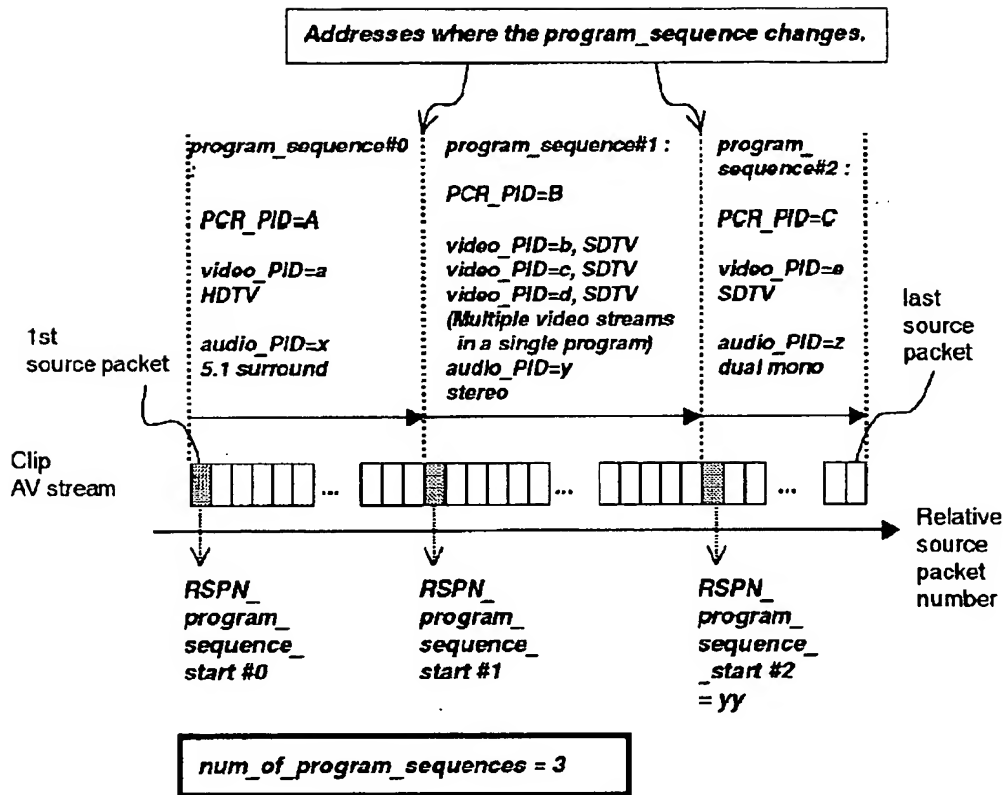 Addresses where the program_sequence changes.
program_sequence#0
:
PCR_PID=A
video_PID=a
HDTV
audio_PID=x
5.1 surround
program_sequence#1 :
PCR_PID=B
video_PID=b, SDTV
video_PID=c, SDTV
video_PID=d, SDTV
(Multiple video streams
in a single program)
audio_PID=y
stereo
program_
sequence#2 :
PCR_PID=C
video_PID=e
SDTV
audio_PID=z
dual mono
1st
source packet
last
source
packet
Clip
AV stream
...
...
...
Relative
source
packet
number
RSPN_
program_
sequence_
start #0
RSPN_
program_
sequence_
start #1
RSPN_
program_
sequence_
_start #2
= yy
num_of_program_sequences = 3